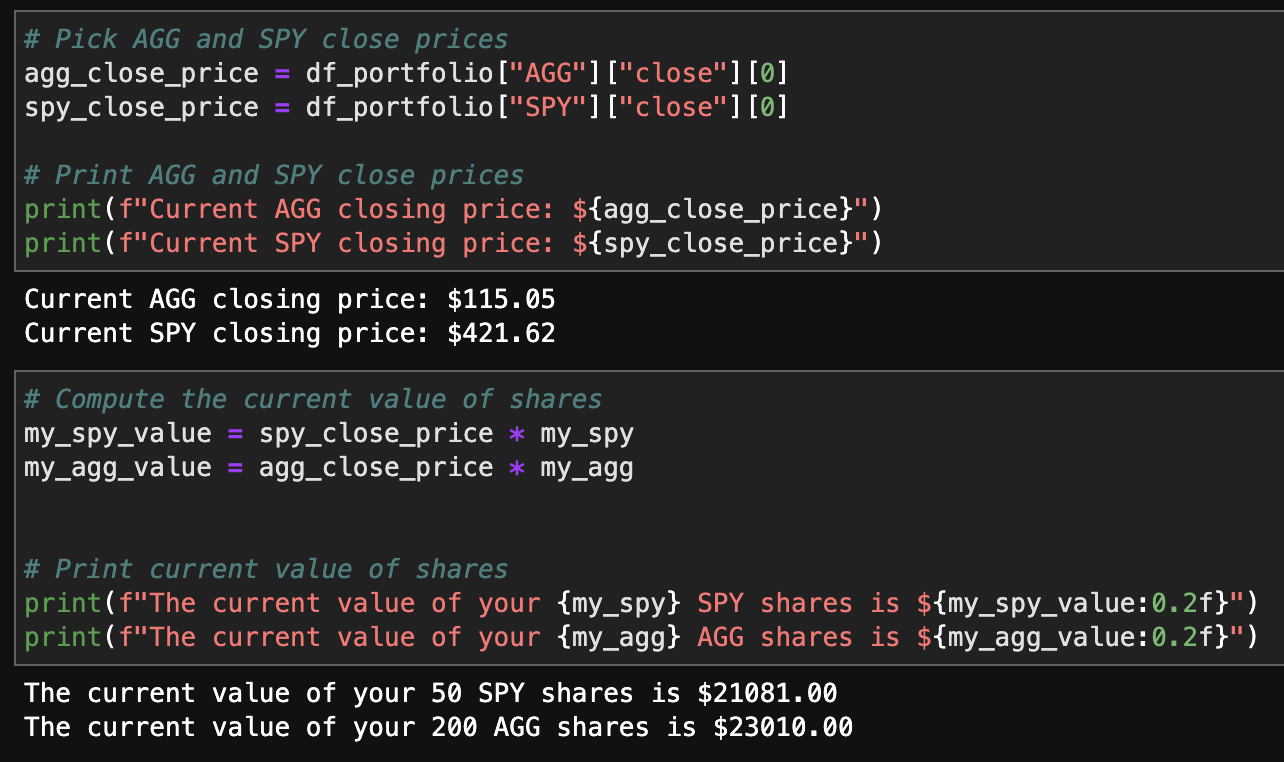 # Pick AGG and SPY close prices
agg_close_price = df_portfolio["AGG"]["close"][0]
spy_close_price = df_portfolio["SPY"]["close"][0]
# Print AGG and SPY close prices
print(f"Current AGG closing price: ${agg_close_price}")
print(f"Current SPY closing price: ${spy_close_price}")
Current AGG closing price: $115.05
Current SPY closing price: $421.62
# Compute the current value of shares
my_spy_value = spy_close_price * my_spy
my_agg_value = agg_close_price * my_agg
# Print current value of shares
print(f"The current value of your {my_spy} SPY shares is ${my_spy_value:0.2f}")
print(f"The current value of your {my_agg} AGG shares is ${my_agg_value:0.2f}")
The current value of your 50 SPY shares is $21081.00
The current value of your 200 AGG shares is $23010.00